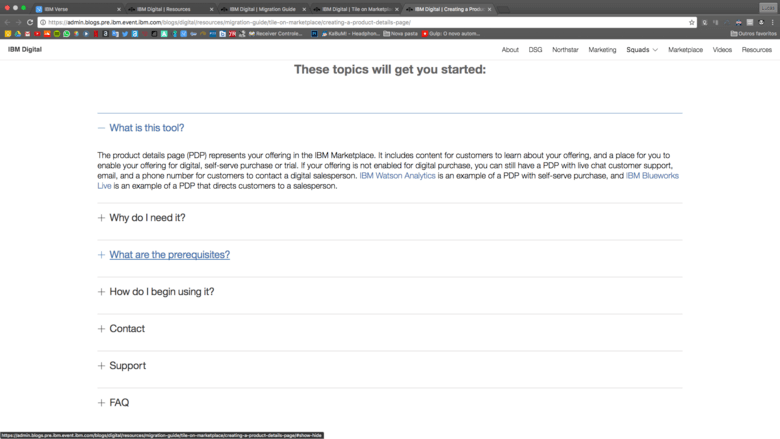 IBM Verse
IBM Digital | Resources
IBM Digital | Migration Guide
IBM Digital | Tile on Marketplac
IBM Digital | Creating a Produc
https://admin.blogs.pre.ibm.event.ibm.com/blogs/digital/resources/migration-guide/tile-on-marketplace/creating-a-product-details-page/
Receiver Controle... KaBuM! - Headphon... Nova pasta Gulp: O novo autom... Outros favoritos
IBM Digital
About DSG Northstar Marketing Squads Marketplace Videos Resources
These topics will get you started:
What is this tool?
The product details page (PDP) represents your offering in the IBM Marketplace. It includes content for customers to learn about your offering, and a place for you to
enable your offering for digital, self-serve purchase or trial. If your offering is not enabled for digital purchase, you can still have a PDP with live chat customer support,
email, and a phone number for customers to contact a digital salesperson. IBM Watson Analytics is an example of a PDP with self-serve purchase, and IBM Blueworks
Live is an example of a PDP that directs customers to a salesperson.
Why do I need it?
What are the prerequisites?
How do I begin using it?
Contact
Support
FAQ
https://admin.blogs.pre.ibm.event.ibm.com/blogs/digital/resources/migration-guide/tile-on-marketplace/creating-a-product-details-page/#show-hide